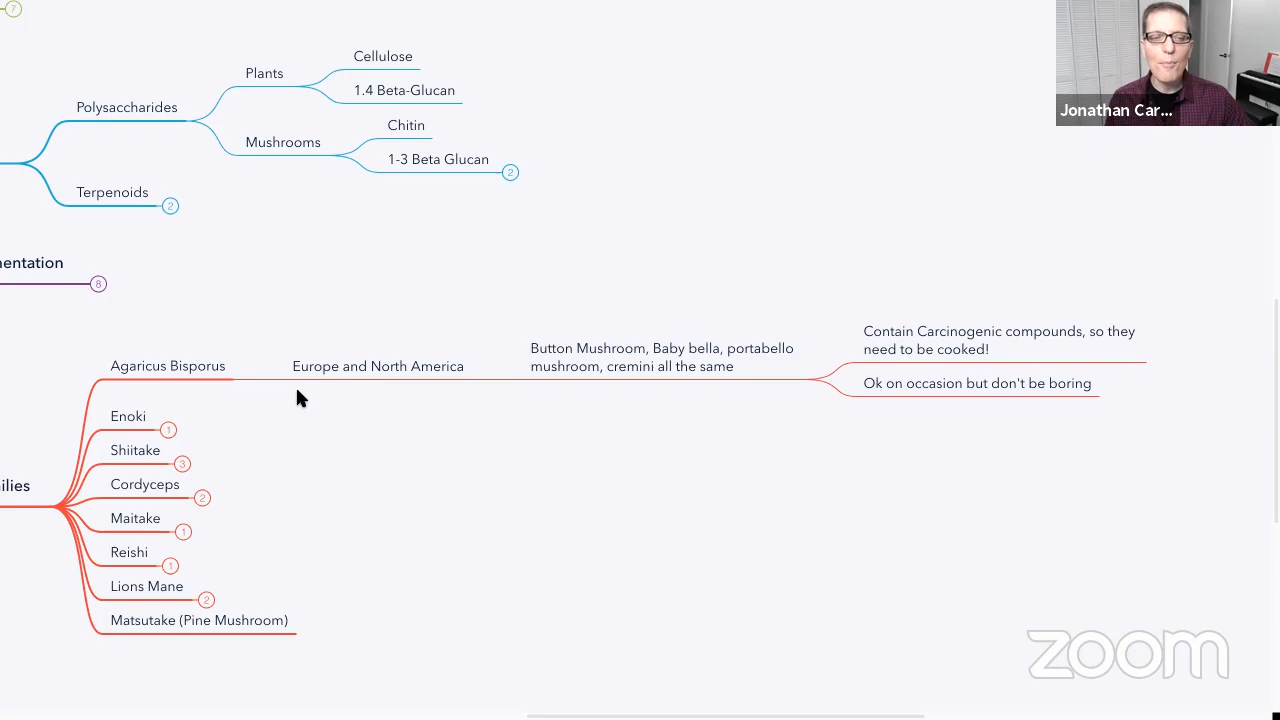 7
Cellulose
Plants
1.4 Beta-Glucan
Polysaccharides
Chitin
Mushrooms
1-3 Beta Glucan
2
Terpenoids
2
Jonathan Car...
mentation
8
Agaricus Bisporus
Europe and North America
Button Mushroom, Baby bella, portabello
mushroom, cremini all the same
Contain Carcinogenic compounds, so they
need to be cooked!
Ok on occasion but don't be boring
Enoki
1
Shiitake
3
Cordyceps
2
ilies
Maitake
1
Reishi
1
Lions Mane
2
Matsutake (Pine Mushroom)
zoom